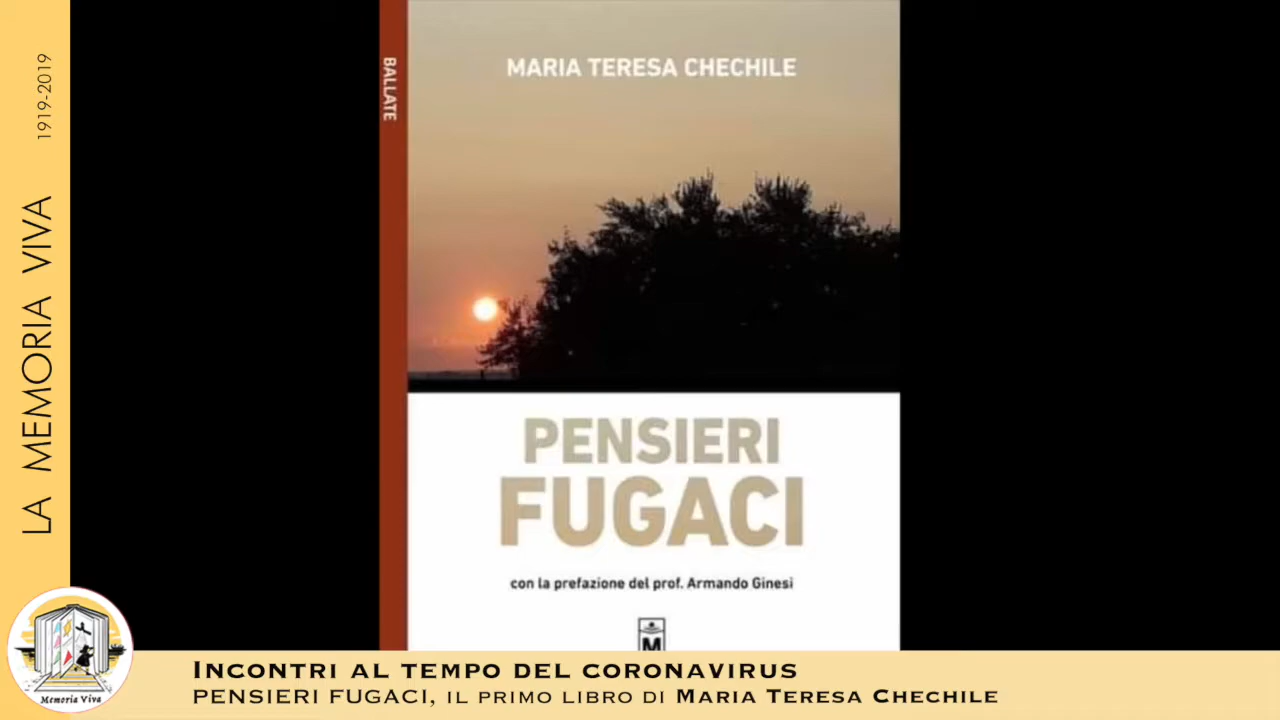 LA MEMORIA VIVA
1919-2019
BALLATE
MARIA TERESA CHECHILE
PENSIERI
FUGACI
con la prefazione del prof. Armando Ginesi
M
Memoria Viva
INCONTRI AL TEMPO DEL CORONAVIRUS
PENSIERI FUGACI, IL PRIMO LIBRO DI MARIA TERESA CHECHILE